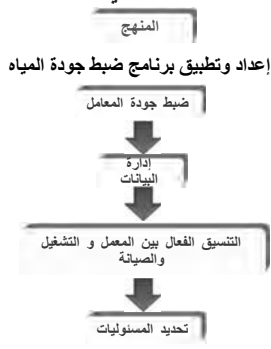 المنهج
إعداد وتطبيق برنامج ضبط جودة المياه
ضبط جودة المعامل
إدارة
البيانات
التنسيق الفعال بين المعمل و التشغيل
والصيانة
تحديد المسئوليات